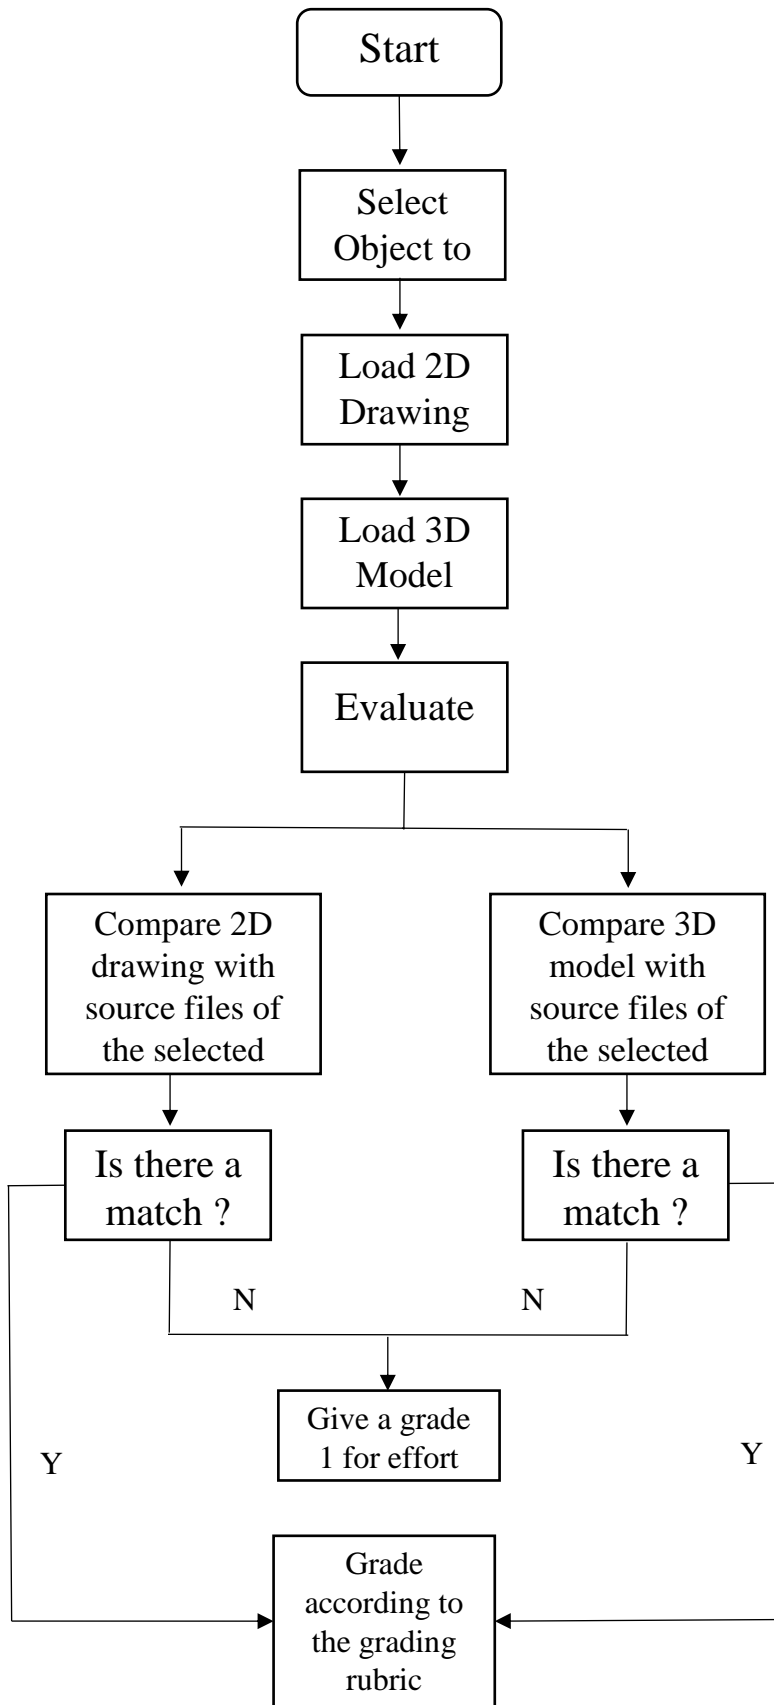 Start
Select
Object to
Load 2D
Drawing
Load 3D
Model
Evaluate
Compare 2D
drawing with
source files of
the selected
Compare 3D
model with
source files of
the selected
Is there a
match ?
Is there a
match ?
N
N
Give a grade
1 for effort
Y
Y
Grade
according to
the grading
rubric